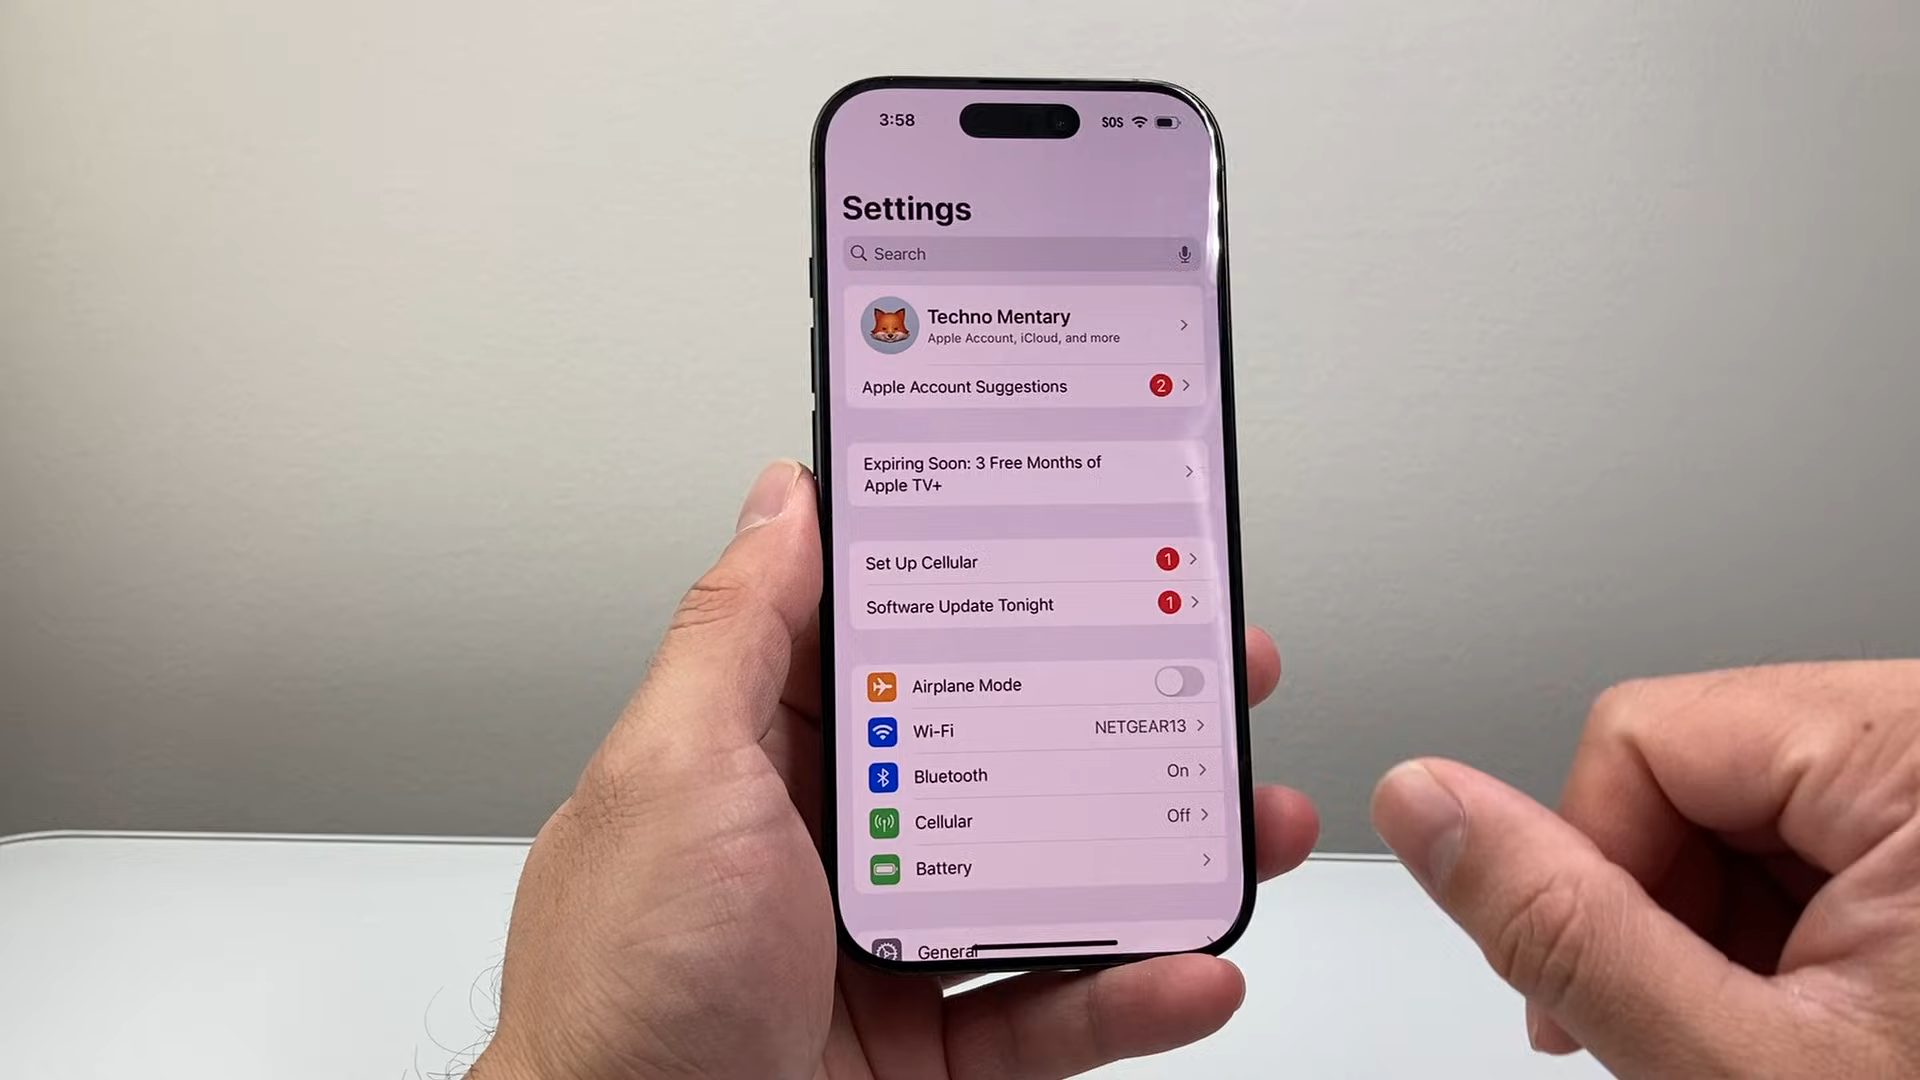 3:58
SOS
Settings
Search
Techno Mentary
Apple Account, iCloud, and more
Apple Account Suggestions 2
Expiring Soon: 3 Free Months of
Apple TV+
Set Up Cellular 1
Software Update Tonight 1
Airplane Mode
Wi-Fi NETGEAR13
Bluetooth On
Cellular Off
Battery
General